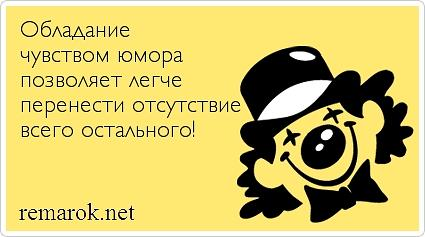 Обладание
чувством юмора
позволяет легче
перенести отсутствие
всего остального!
remarok.net